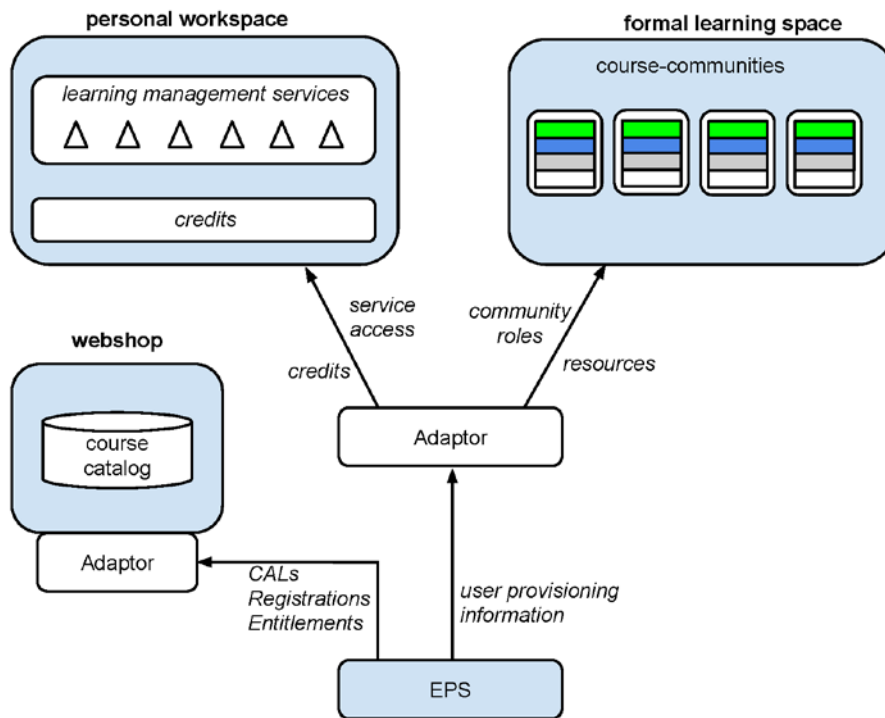 personal workspace
formal learning space
learning management services
credits
course-communities
service
access
credits
community
roles
resources
webshop
course
catalog
Adaptor
Adaptor
CALs
Registrations
Entitlements
user provisioning
information
EPS